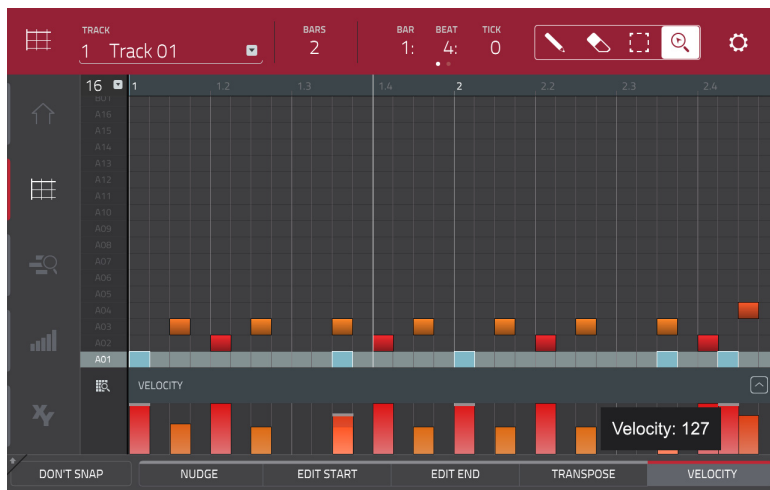 TRACK BARS BAR BEAT TICK
1 Track 01 2 1: 4: 0
16 1 1.2 1.3 1.4 2 2.2 2.3 2.4
B01
A16
A15
A14
A13
A12
A11
A10
A09
A08
A07
A06
A05
A04
A03
A02
A01
VELOCITY
XY
Velocity: 127
DON'T SNAP NUDGE EDIT START EDIT END TRANSPOSE VELOCITY